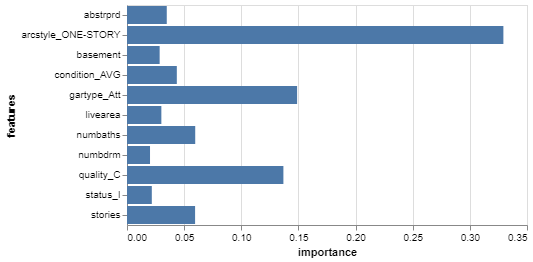 features
abstrprd
arcstyle_ONE-STORY
basement
condition_AVG
gartype_Att
livearea
numbaths
numbdrm
quality_C
status_I
stories
0.00 0.05 0.10 0.15 0.20 0.25 0.30 0.35
importance